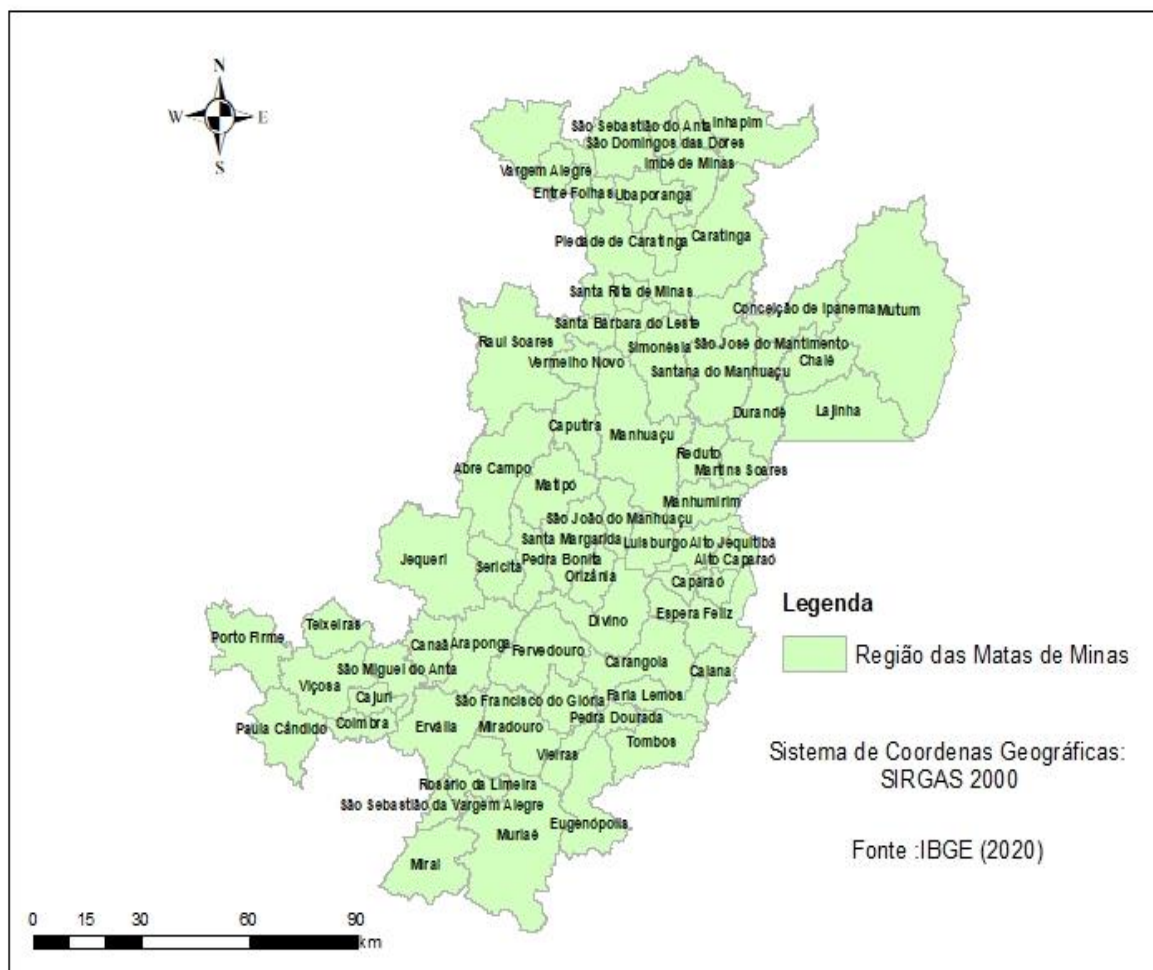 N
W E
S
São Sebastião do Anta
Inhapim
São Domingos das Dores
Imbé de Minas
Vargem Alegre
Entre Folhas
Ubaporanga
Piedade de Caratinga
Caratinga
Santa Rita de Minas
Conceição de Ipanema
Mutum
Santa Bárbara do Leste
Raul Soares
Simonésia
São José do Mantimento
Vermelho Novo
Chalé
Santana do Manhuaçu
Durandé
Lajinha
Caputira
Manhuaçu
Reduto
Abre Campo
Martins Soares
Matipó
Manhumirim
São João do Manhuaçu
Santa Margarida
Luisburgo
Alto Jequitibá
Jequeri
Sericita
Pedra Bonita
Alto Caparaó
Orizânia
Caparaó
Divino
Espera Feliz
Porto Firme
Teixeiras
Canaã
Araponga
Fervedouro
São Miguel do Anta
Carangola
Caiana
Viçosa
Cajuri
São Francisco do Glória
Faria Lemos
Paula Cândido
Coimbra
Ervália
Miradouro
Pedra Dourada
Tombos
Vieiras
Rosário da Limeira
São Sebastião da Vargem Alegre
Eugenópolis
Muriaé
Miraí
Legenda
Região das Matas de Minas
Sistema de Coordenas Geográficas:
SIRGAS 2000
Fonte :IBGE (2020)
0 15 30 60 90
km